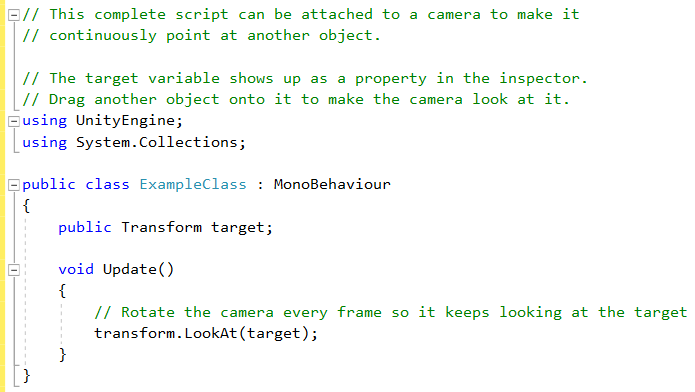 // This complete script can be attached to a camera to make it
// continuously point at another object.

// The target variable shows up as a property in the inspector.
// Drag another object onto it to make the camera look at it.
using UnityEngine;
using System.Collections;

public class ExampleClass : MonoBehaviour
{
    public Transform target;

    void Update()
    {
        // Rotate the camera every frame so it keeps looking at the target
        transform.LookAt(target);
    }
}